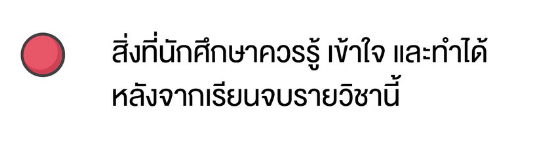 สิ่งที่นักศึกษาควรรู้ เข้าใจ และทำได้
หลังจากเรียนจบรายวิชานี้